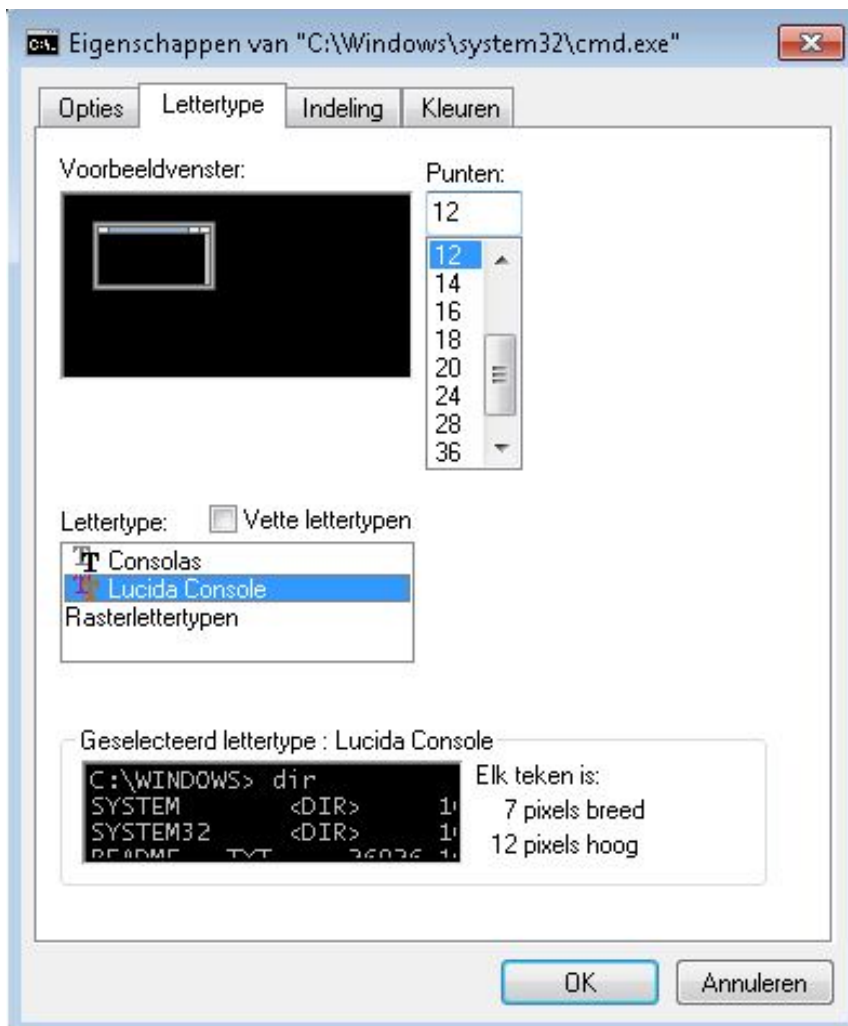 Eigenschappen van "C:\Windows\system32\cmd.exe"
Opties Lettertype Indeling Kleuren
Voorbeeldvenster:
Punten:
12
12
14
16
18
20
24
28
36
Lettertype: Vette lettertypen
Consolas
Lucida Console
Rasterlettertypen
Geselecteerd lettertype : Lucida Console
C:\WINDOWS> dir
SYSTEM <DIR>
SYSTEM32 <DIR>
Elk teken is:
7 pixels breed
12 pixels hoog
OK Annuleren